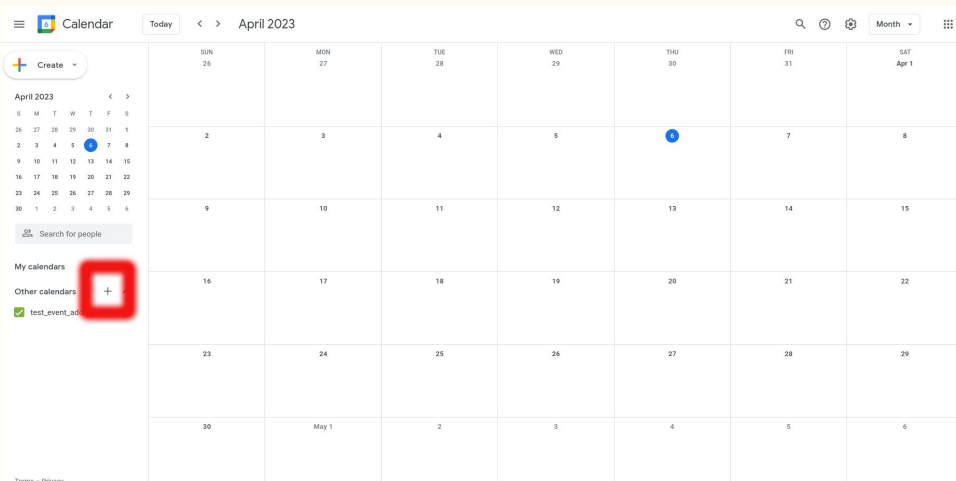 6 Calendar Today April 2023 Month
Create
April 2023
S M T W T F S
26 27 28 29 30 31 1
2 3 4 5 6 7 8
9 10 11 12 13 14 15
16 17 18 19 20 21 22
23 24 25 26 27 28 29
30 1 2 3 4 5 6
Search for people
My calendars
Other calendars
SUN MON TUE WED THU FRI SAT
26 27 28 29 30 31 Apr 1
2 3 4 5 6 7 8
9 10 11 12 13 14 15
16 17 18 19 20 21 22
23 24 25 26 27 28 29
30 May 1 2 3 4 5 6